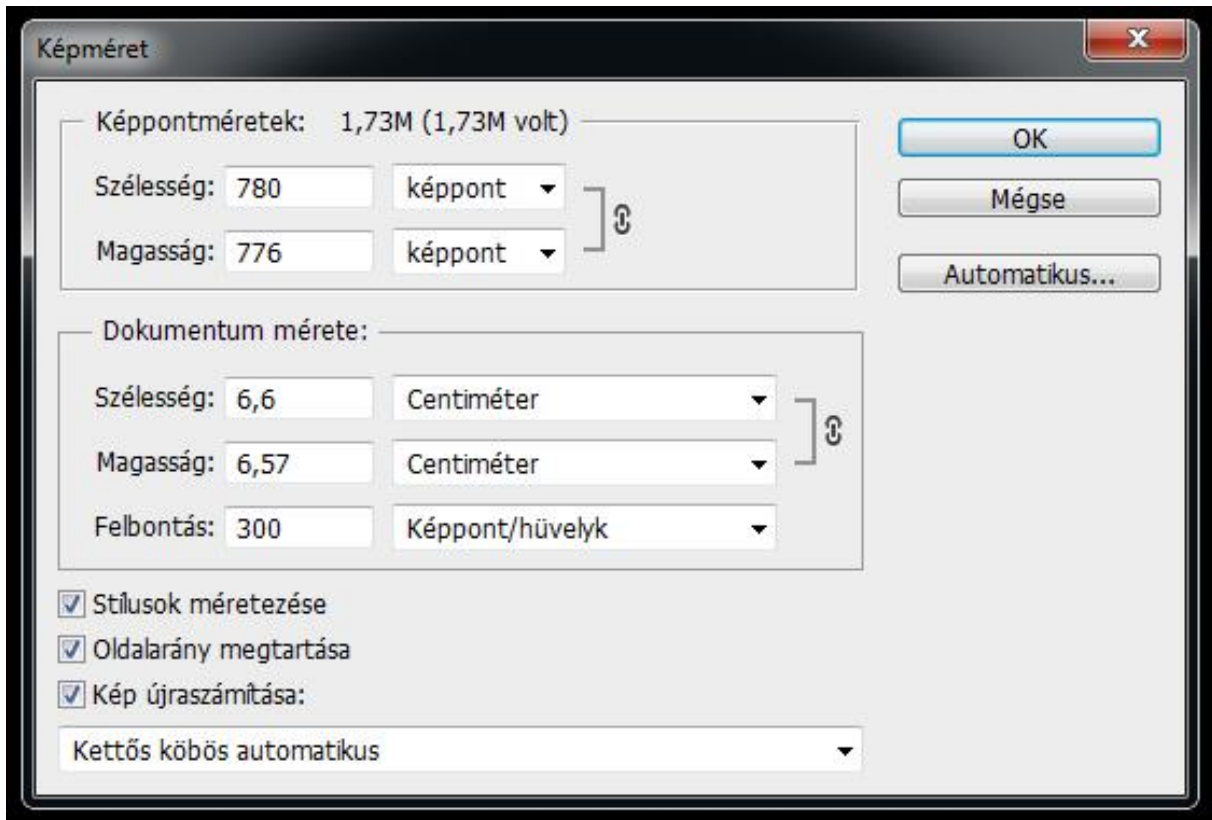 Képméret
Képpontméretek: 1,73M (1,73M volt)
Szélesség: 780 képpont
Magasság: 776 képpont
OK
Mégse
Automatikus...
Dokumentum mérete:
Szélesség: 6,6 Centiméter
Magasság: 6,57 Centiméter
Felbontás: 300 Képpont/hüvelyk
Stílusok méretezése
Oldalarány megtartása
Kép újraszámítása:
Kettős köbös automatikus